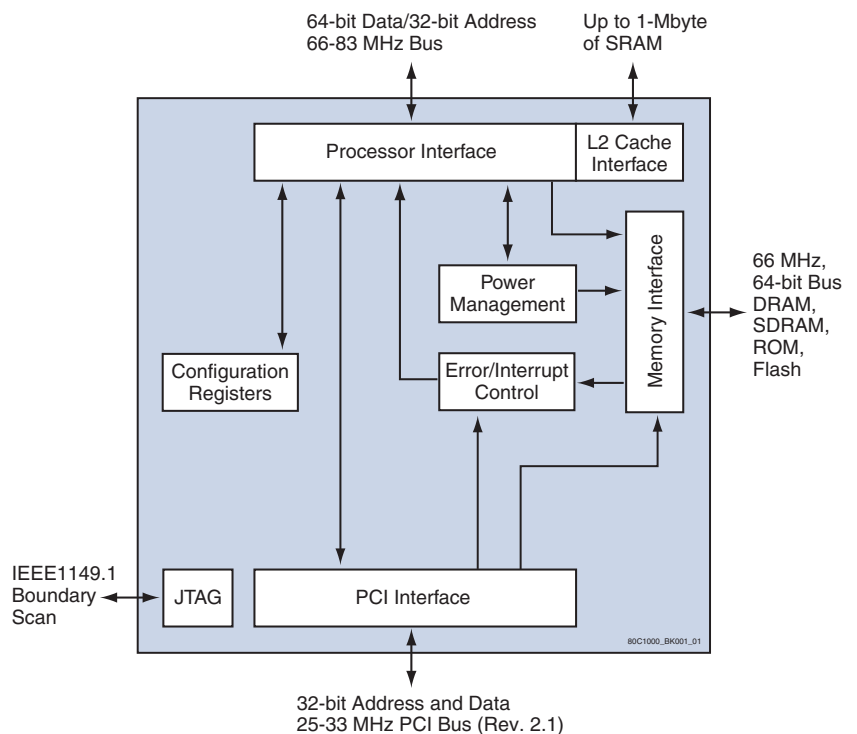 64-bit Data/32-bit Address
66-83 MHz Bus
Up to 1-Mbyte
of SRAM
Processor Interface
L2 Cache
Interface
Power
Management
Memory Interface
66 MHz,
64-bit Bus
DRAM,
SDRAM,
ROM,
Flash
Configuration
Registers
Error/Interrupt
Control
IEEE1149.1
Boundary
Scan
JTAG
PCI Interface
80C1000_BK001_01
32-bit Address and Data
25-33 MHz PCI Bus (Rev. 2.1)